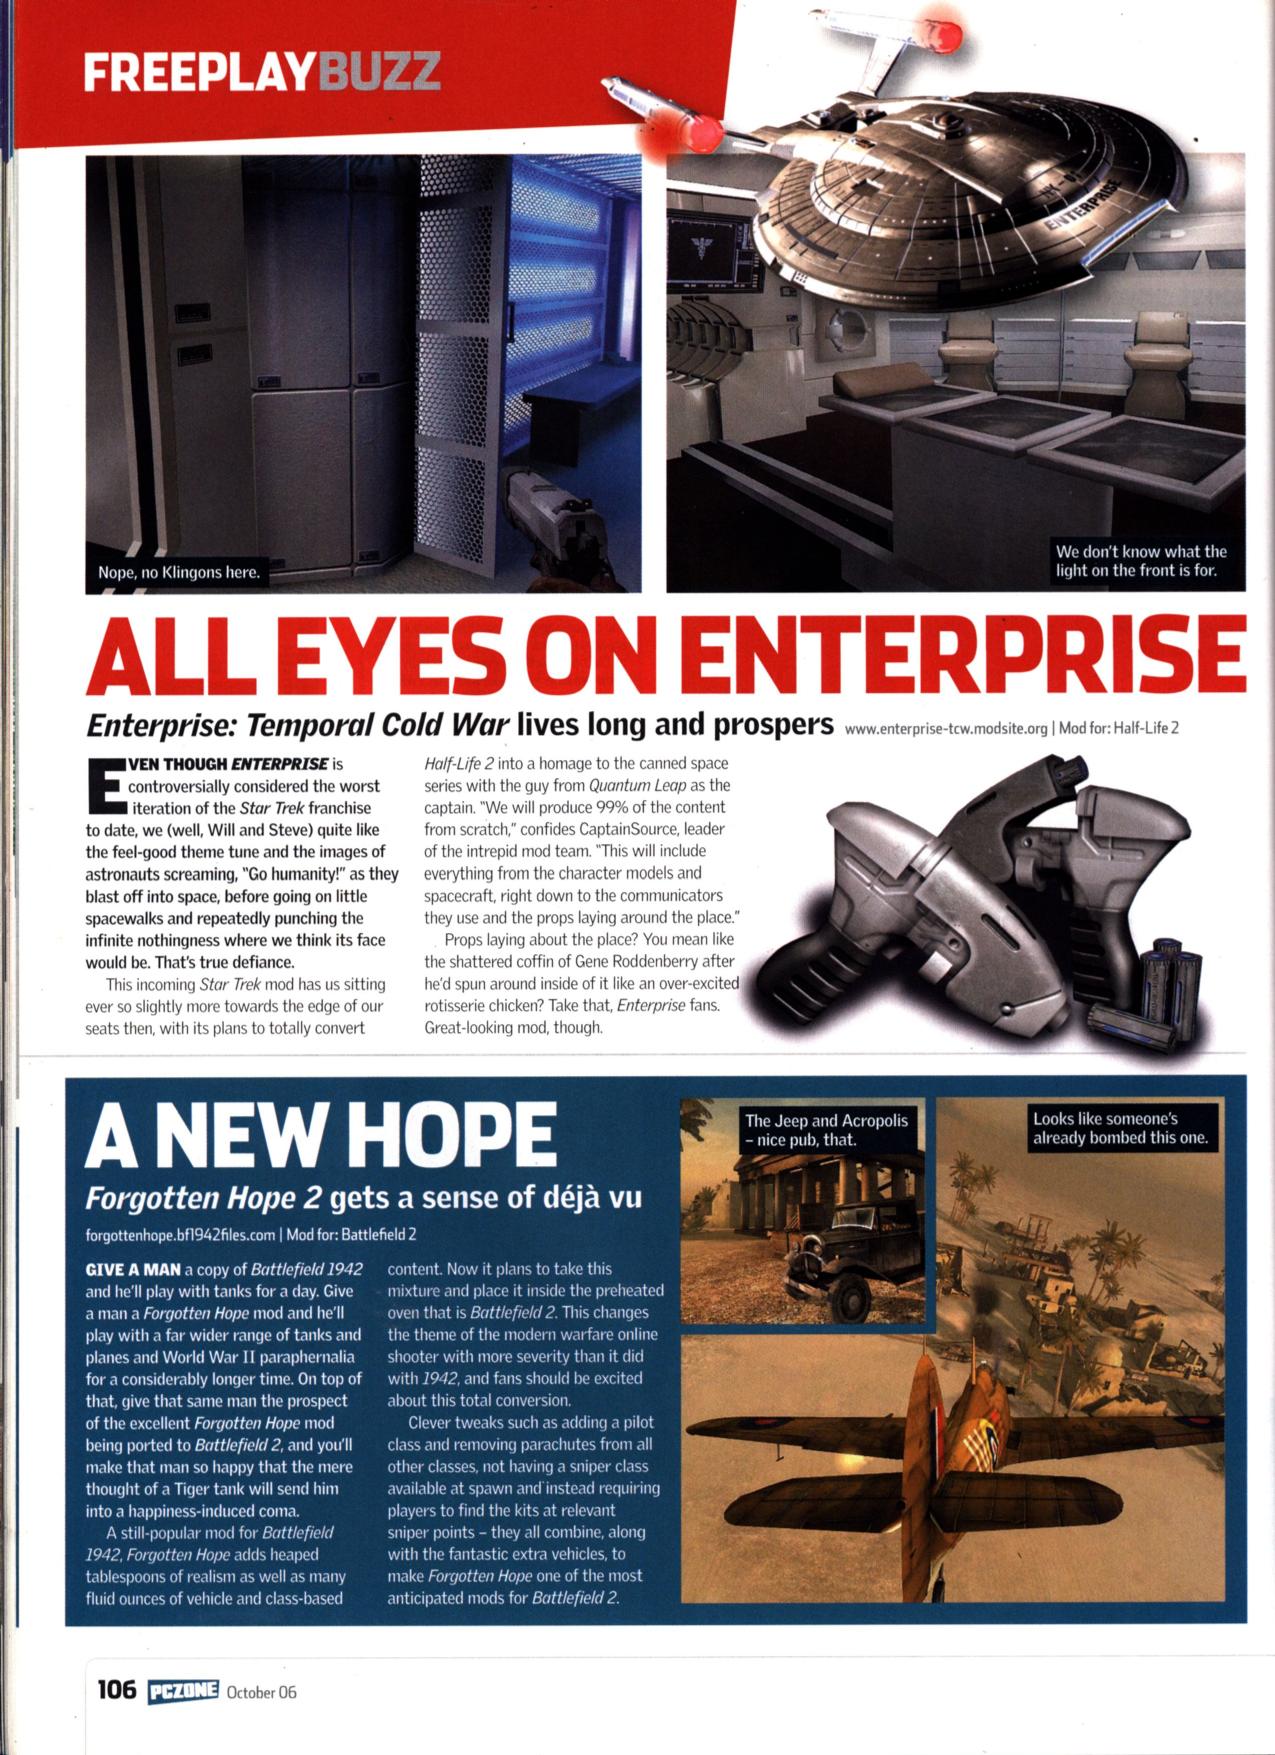 FREEPLAYBUZZ
ENTERPRISE
Nope, no Klingons here.
We don't know what the
light on the front is for.
ALL EYES ON ENTERPRISE
Enterprise: Temporal Cold War lives long and prospers www.enterprise-tcw.modsite.org | Mod for: Half-Life 2
EVEN THOUGH ENTERPRISE is
controversially considered the worst
iteration of the Star Trek franchise
to date, we (well, Will and Steve) quite like
the feel-good theme tune and the images of
astronauts screaming, "Go humanity!" as they
blast off into space, before going on little
spacewalks and repeatedly punching the
infinite nothingness where we think its face
would be. That's true defiance.
This incoming Star Trek mod has us sitting
ever so slightly more towards the edge of our
seats then, with its plans to totally convert
Half-Life 2 into a homage to the canned space
series with the guy from Quantum Leap as the
captain. "We will produce 99% of the content
from scratch," confides CaptainSource, leader
of the intrepid mod team. "This will include
everything from the character models and
spacecraft, right down to the communicators
they use and the props laying around the place."
Props laying about the place? You mean like
the shattered coffin of Gene Roddenberry after
he'd spun around inside of it like an over-excited
rotisserie chicken? Take that, Enterprise fans.
Great-looking mod, though.
A NEW HOPE
Forgotten Hope 2 gets a sense of déjà vu
forgottenhope.bf1942files.com | Mod for: Battlefield 2
GIVE A MAN a copy of Battlefield 1942
and he'll play with tanks for a day. Give
a man a Forgotten Hope mod and he'll
play with a far wider range of tanks and
planes and World War II paraphernalia
for a considerably longer time. On top of
that, give that same man the prospect
of the excellent Forgotten Hope mod
being ported to Battlefield 2, and you'll
make that man so happy that the mere
thought of a Tiger tank will send him
into a happiness-induced coma.
A still-popular mod for Battlefield
1942, Forgotten Hope adds heaped
tablespoons of realism as well as many
fluid ounces of vehicle and class-based
content. Now it plans to take this
mixture and place it inside the preheated
oven that is Battlefield 2. This changes
the theme of the modern warfare online
shooter with more severity than it did
with 1942, and fans should be excited
about this total conversion.
Clever tweaks such as adding a pilot
class and removing parachutes from all
other classes, not having a sniper class
available at spawn and instead requiring
players to find the kits at relevant
sniper points – they all combine, along
with the fantastic extra vehicles, to
make Forgotten Hope one of the most
anticipated mods for Battlefield 2.
The Jeep and Acropolis
– nice pub, that.
Looks like someone's
already bombed this one.
106 PCZONE October 06